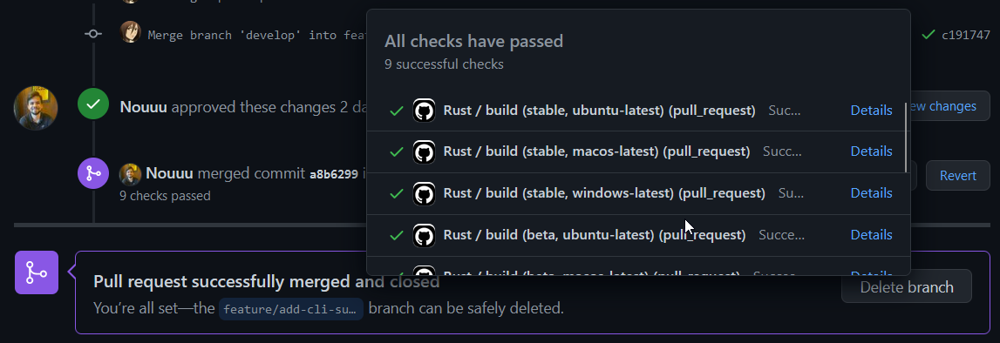 Merge branch 'develop' into fea
c191747
All checks have passed
9 successful checks
Nouuu approved these changes 2 da
ew changes
Rust / build (stable, ubuntu-latest) (pull_request) Suc... Details
Rust / build (stable, macos-latest) (pull_request) Succ... Details
Nouuu merged commit a8b6299 i
9 checks passed
Revert
Rust / build (stable, windows-latest) (pull_request) Su... Details
Rust / build (beta, ubuntu-latest) (pull_request) Succe... Details
Rust / build (beta, macos-latest) (pull_request) Succe... Details
Pull request successfully merged and closed
You're all set—the feature/add-cli-su… branch can be safely deleted.
Delete branch